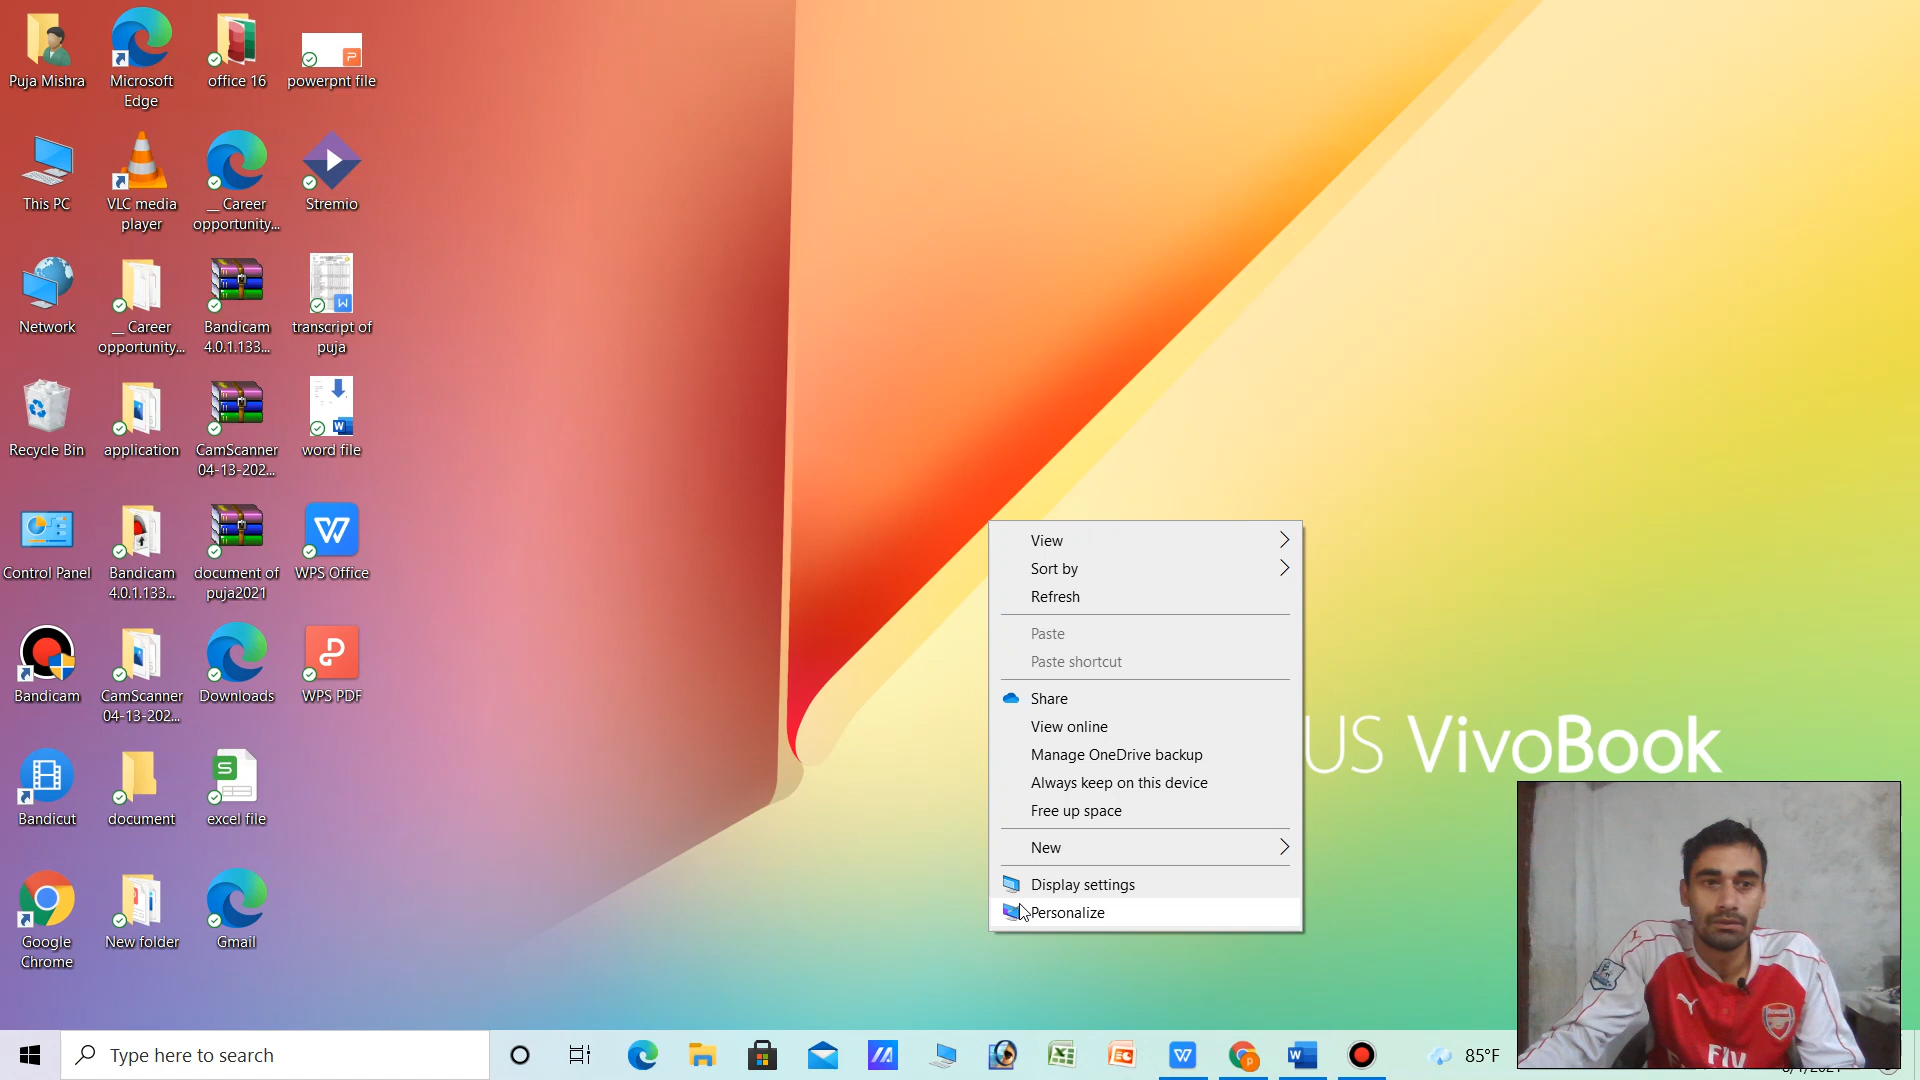 Puja Mishra
Microsoft
Edge
office 16
powerpnt file
This PC
VLC media
player
__ Career
opportunity...
Stremio
Network
__ Career
opportunity...
Bandicam
4.0.1.133...
transcript of
puja
Recycle Bin
application
CamScanner
04-13-202...
word file
Control Panel
Bandicam
4.0.1.133...
document of
puja2021
WPS Office
Bandicam
CamScanner
04-13-202...
Downloads
WPS PDF
Bandicut
document
excel file
Google
Chrome
New folder
Gmail
View
Sort by
Refresh
Paste
Paste shortcut
Share
View online
Manage OneDrive backup
Always keep on this device
Free up space
New
Display settings
Personalize
US VivoBook
FLY
Type here to search
85°F